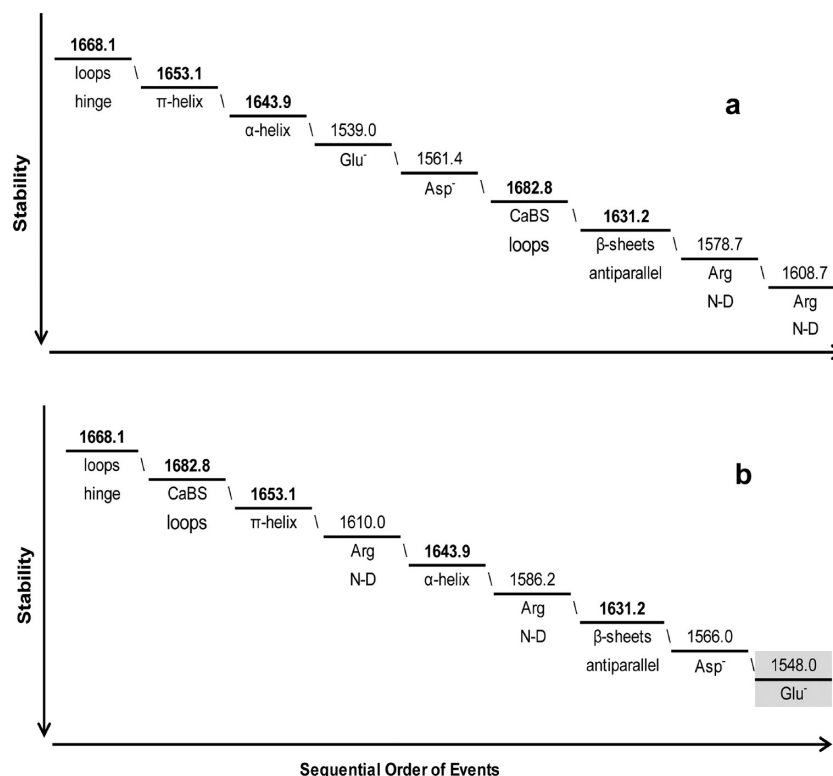 1668.1
loops
hinge
1653.1
π-helix
1643.9
α-helix
1539.0
Glu⁻
1561.4
Asp⁻
1682.8
CaBS
loops
1631.2
β-sheets
antiparallel
1578.7
Arg
N-D
1608.7
Arg
N-D
a
Stability
1668.1
loops
hinge
1682.8
CaBS
loops
1653.1
π-helix
1610.0
Arg
N-D
1643.9
α-helix
1586.2
Arg
N-D
1631.2
β-sheets
antiparallel
1566.0
Asp⁻
1548.0
Glu⁻
b
Stability
Sequential Order of Events